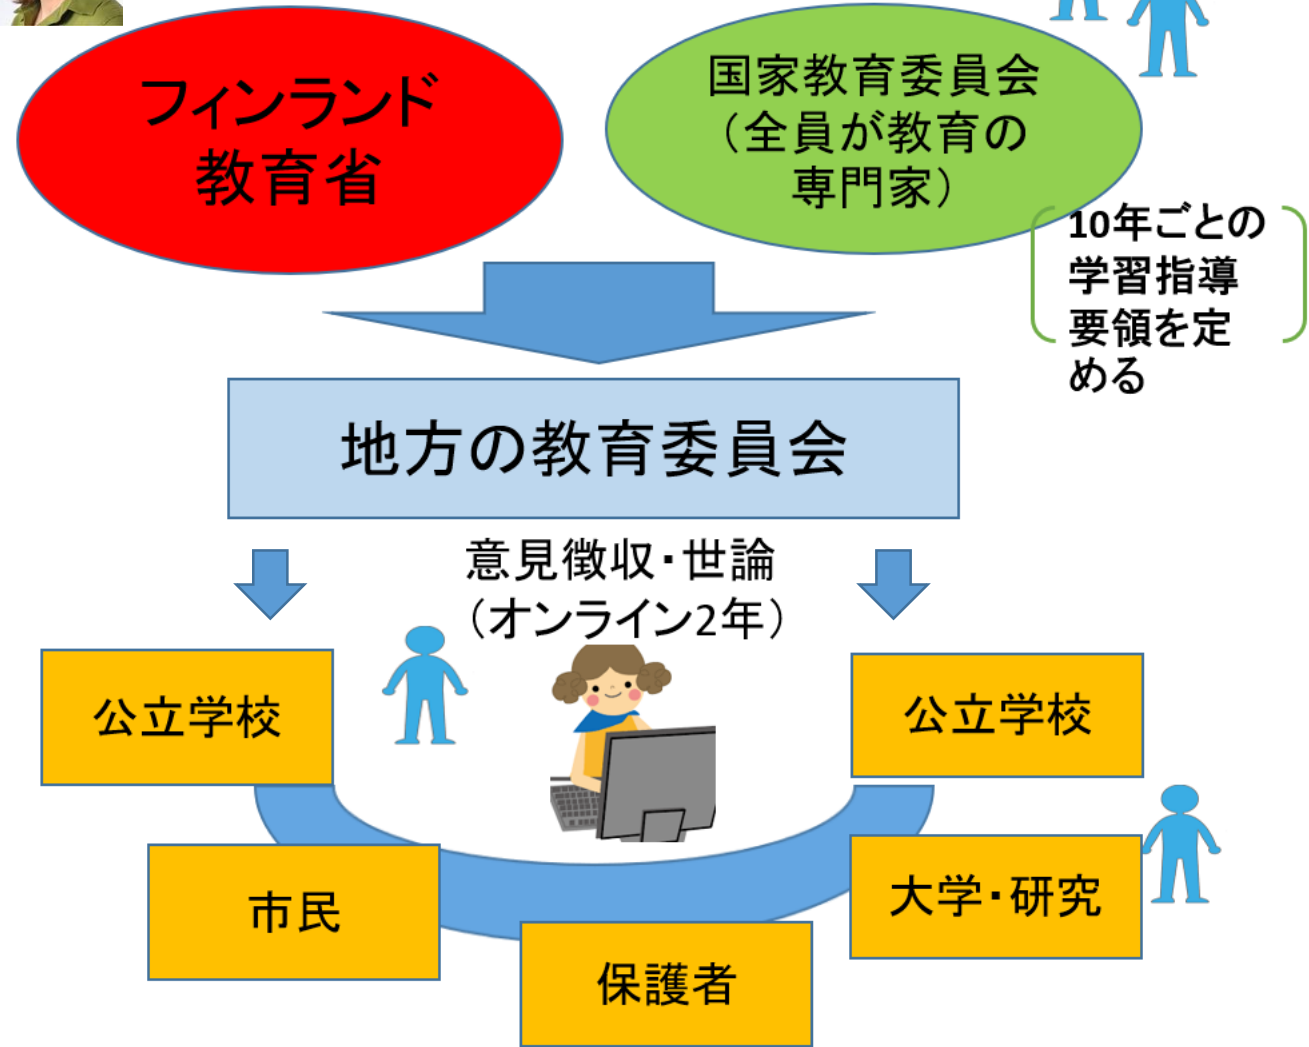 フィンランド
教育省
国家教育委員会
（全員が教育の
専門家）
10年ごとの
学習指導
要領を定
める
地方の教育委員会
意見徴収・世論
（オンライン2年）
公立学校
公立学校
市民
大学・研究
保護者